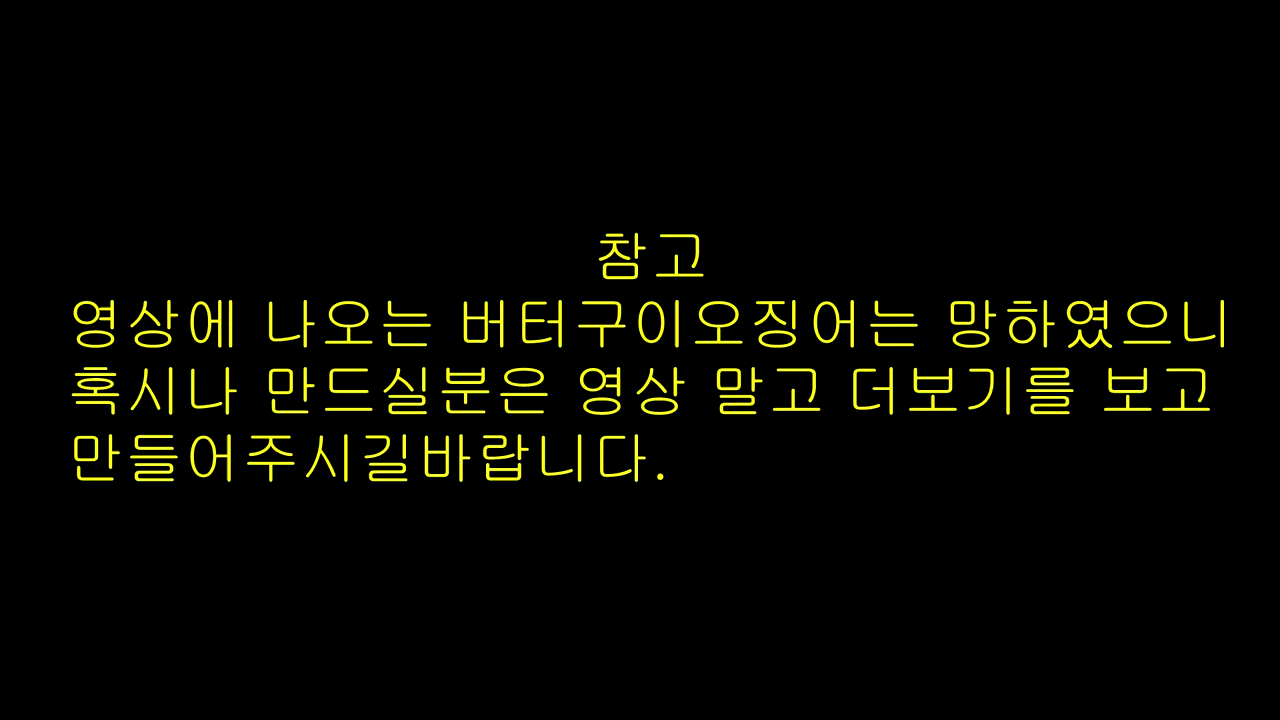 참고
영상에 나오는 버터구이오징어는 망하였으니
혹시나 만드실분은 영상 말고 더보기를 보고
만들어주시길바랍니다.